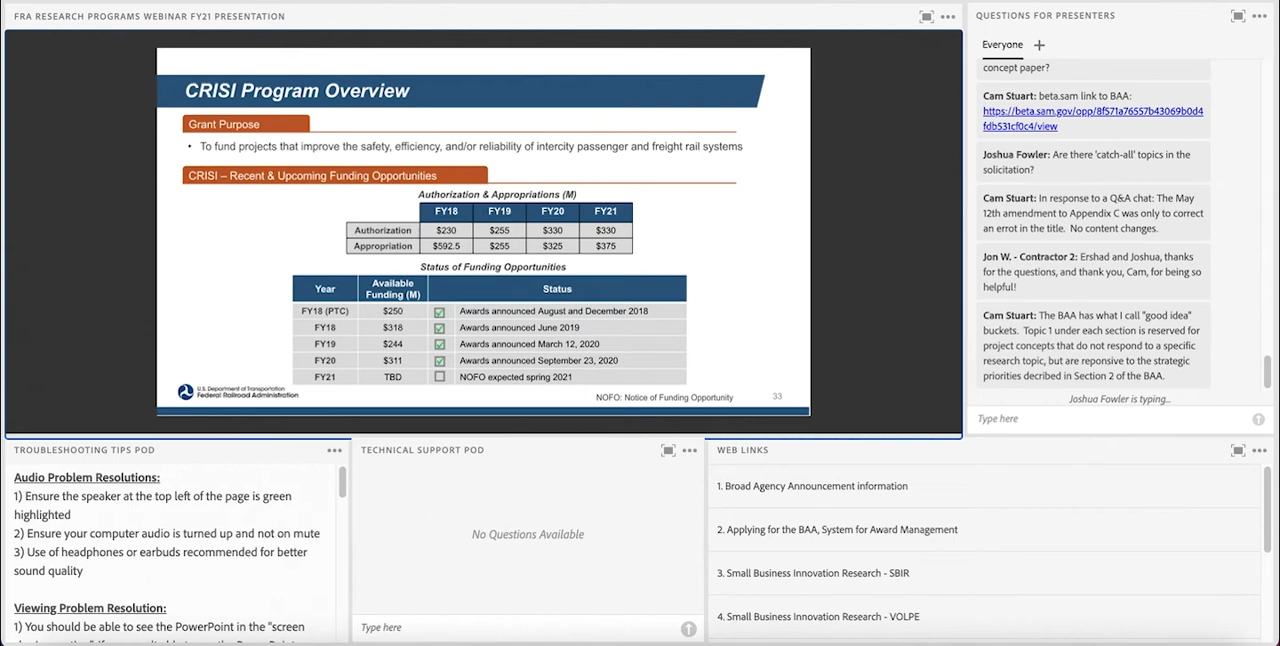 FRA RESEARCH PROGRAMS WEBINAR FY21 PRESENTATION
CRISI Program Overview
Grant Purpose
• To fund projects that improve the safety, efficiency, and/or reliability of intercity passenger and freight rail systems
CRISI – Recent & Upcoming Funding Opportunities
Authorization & Appropriations (M)
FY18 FY19 FY20 FY21
Authorization $230 $255 $330 $330
Appropriation $592.5 $255 $325 $375
Status of Funding Opportunities
Year Available Funding (M) Status
FY18 (PTC) $250 Awards announced August and December 2018
FY18 $318 Awards announced June 2019
FY19 $244 Awards announced March 12, 2020
FY20 $311 Awards announced September 23, 2020
FY21 TBD NOFO expected spring 2021
U.S. Department of Transportation
Federal Railroad Administration
NOFO: Notice of Funding Opportunity
33
QUESTIONS FOR PRESENTERS
Everyone
concept paper?
Cam Stuart: beta.sam link to BAA:
https://beta.sam.gov/opp/8f571a76557b43069b0d4
fdb531cf0c4/view
Joshua Fowler: Are there 'catch-all' topics in the
solicitation?
Cam Stuart: In response to a Q&A chat: The May
12th amendment to Appendix C was only to correct
an errot in the title. No content changes.
Jon W. - Contractor 2: Ershad and Joshua, thanks
for the questions, and thank you, Cam, for being so
helpful!
Cam Stuart: The BAA has what I call "good idea"
buckets. Topic 1 under each section is reserved for
project concepts that do not respond to a specific
research topic, but are reponsive to the strategic
priorities decribed in Section 2 of the BAA.
Joshua Fowler is typing...
Type here
TROUBLESHOOTING TIPS POD
Audio Problem Resolutions:
1) Ensure the speaker at the top left of the page is green
highlighted
2) Ensure your computer audio is turned up and not on mute
3) Use of headphones or earbuds recommended for better
sound quality
Viewing Problem Resolution:
1) You should be able to see the PowerPoint in the "screen
TECHNICAL SUPPORT POD
No Questions Available
Type here
WEB LINKS
1. Broad Agency Announcement information
2. Applying for the BAA, System for Award Management
3. Small Business Innovation Research - SBIR
4. Small Business Innovation Research - VOLPE